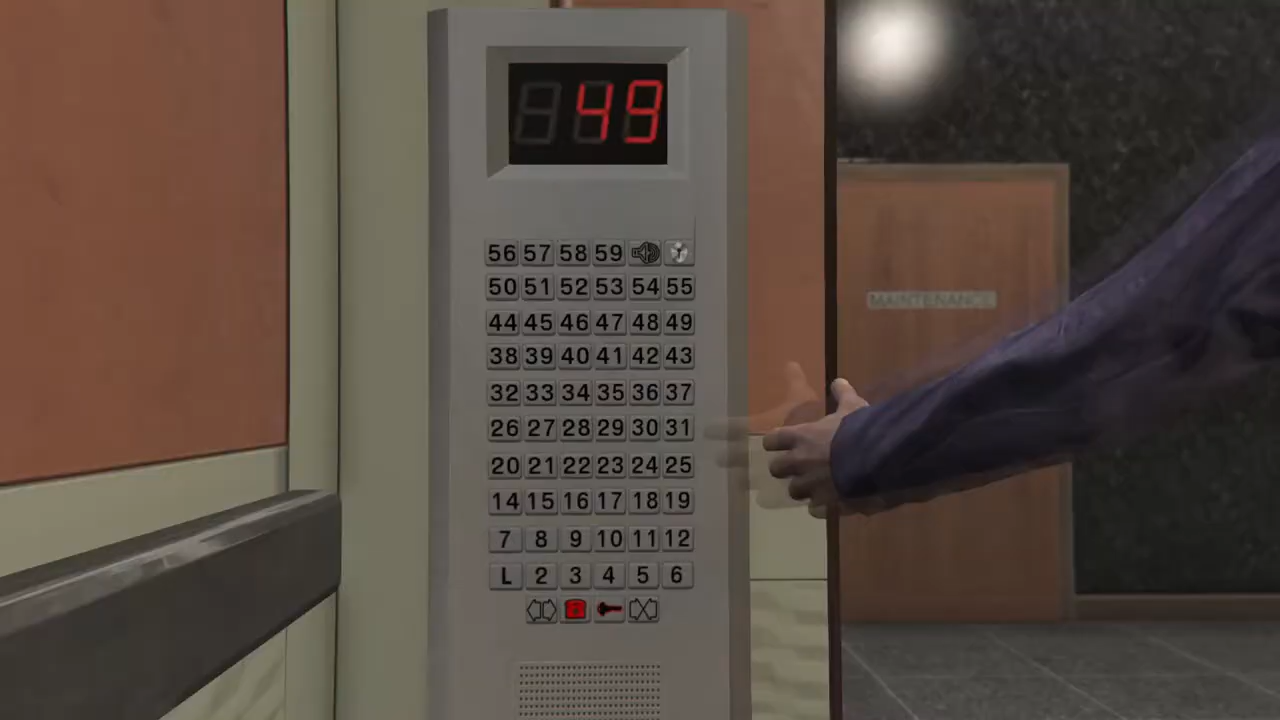 49
56 57 58 59
50 51 52 53 54 55
44 45 46 47 48 49
38 39 40 41 42 43
32 33 34 35 36 37
26 27 28 29 30 31
20 21 22 23 24 25
14 15 16 17 18 19
7 8 9 10 11 12
L 2 3 4 5 6
MAINTENANCE